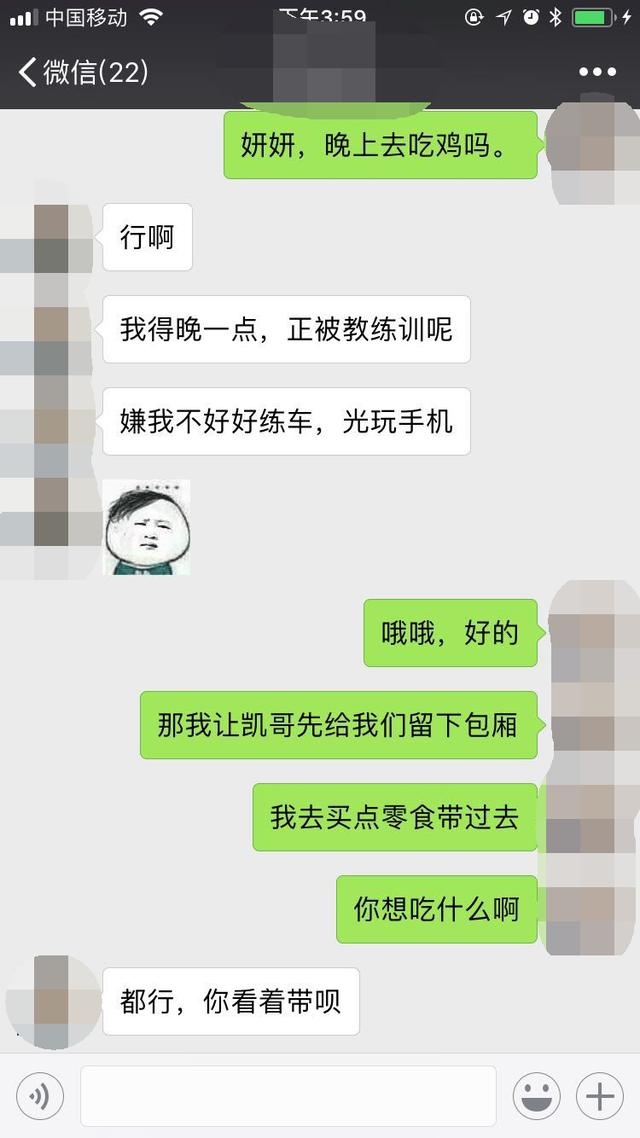 中国移动
下午3:59
微信(22)
妍妍，晚上去吃鸡吗。
行啊
我得晚一点，正被教练训呢
嫌我不好好练车，光玩手机
哦哦，好的
那我让凯哥先给我们留下包厢
我去买点零食带过去
你想吃什么啊
都行，你看着带呗